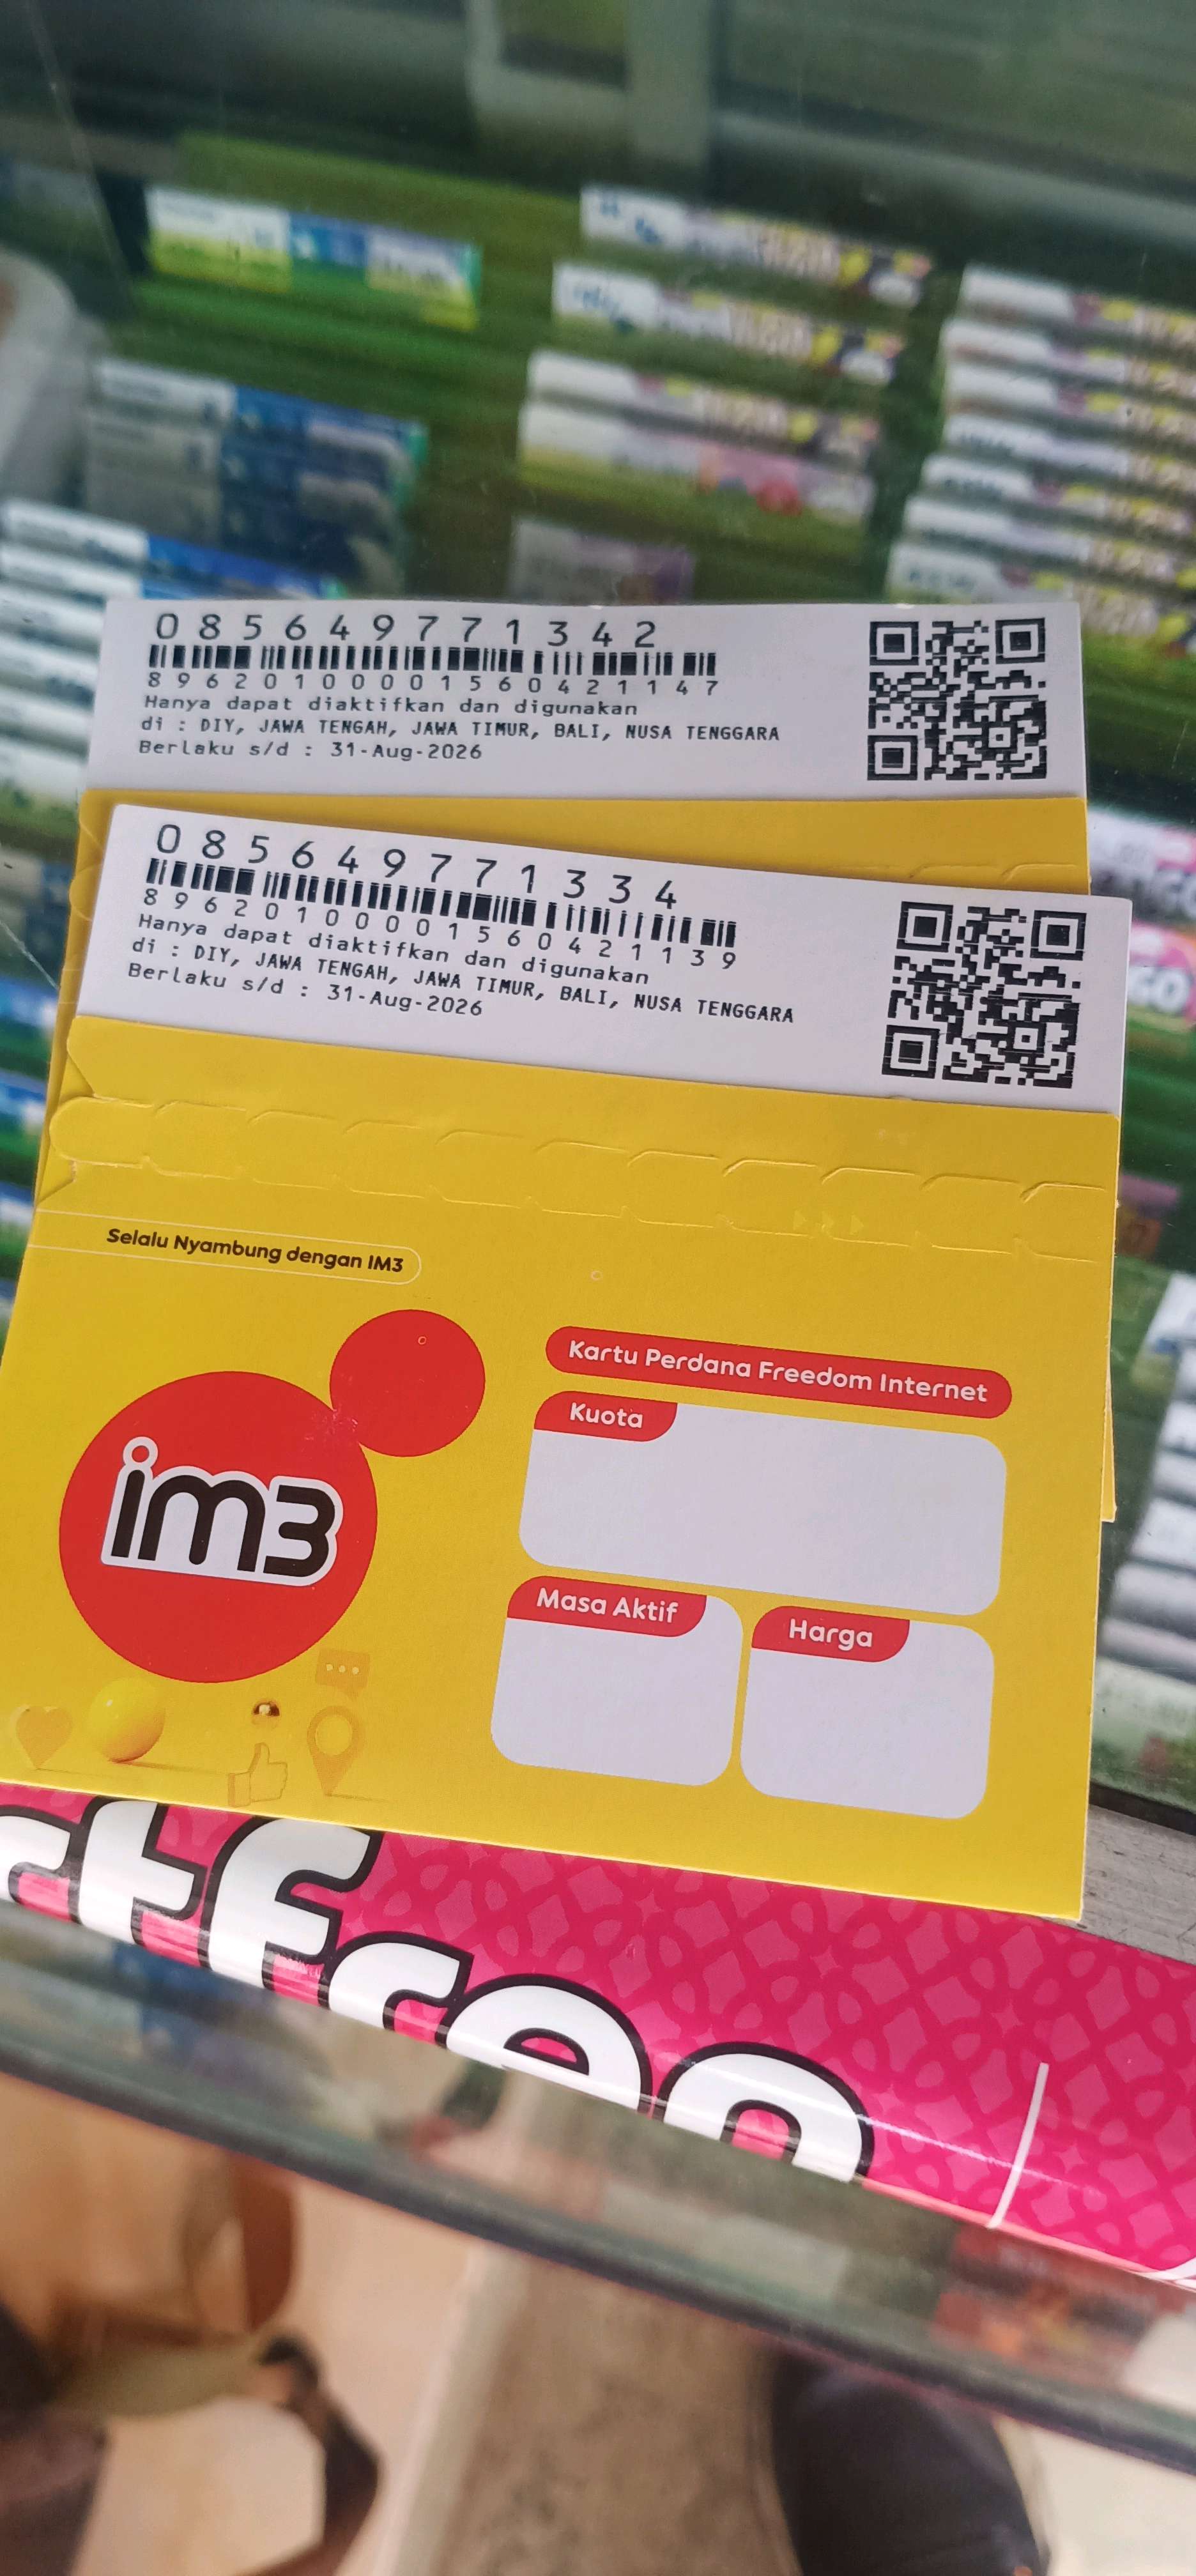 085649771342
89620100001560421147
Hanya dapat diaktifkan dan digunakan
di : DIY, JAWA TENGAH, JAWA TIMUR, BALI, NUSA TENGGARA
Berlaku s/d : 31-Aug-2026
085649771334
89620100001560421139
Hanya dapat diaktifkan dan digunakan
di : DIY, JAWA TENGAH, JAWA TIMUR, BALI, NUSA TENGGARA
Berlaku s/d : 31-Aug-2026
Selalu Nyambung dengan IM3
Kartu Perdana Freedom Internet
Kuota
im3
Masa Aktif
Harga